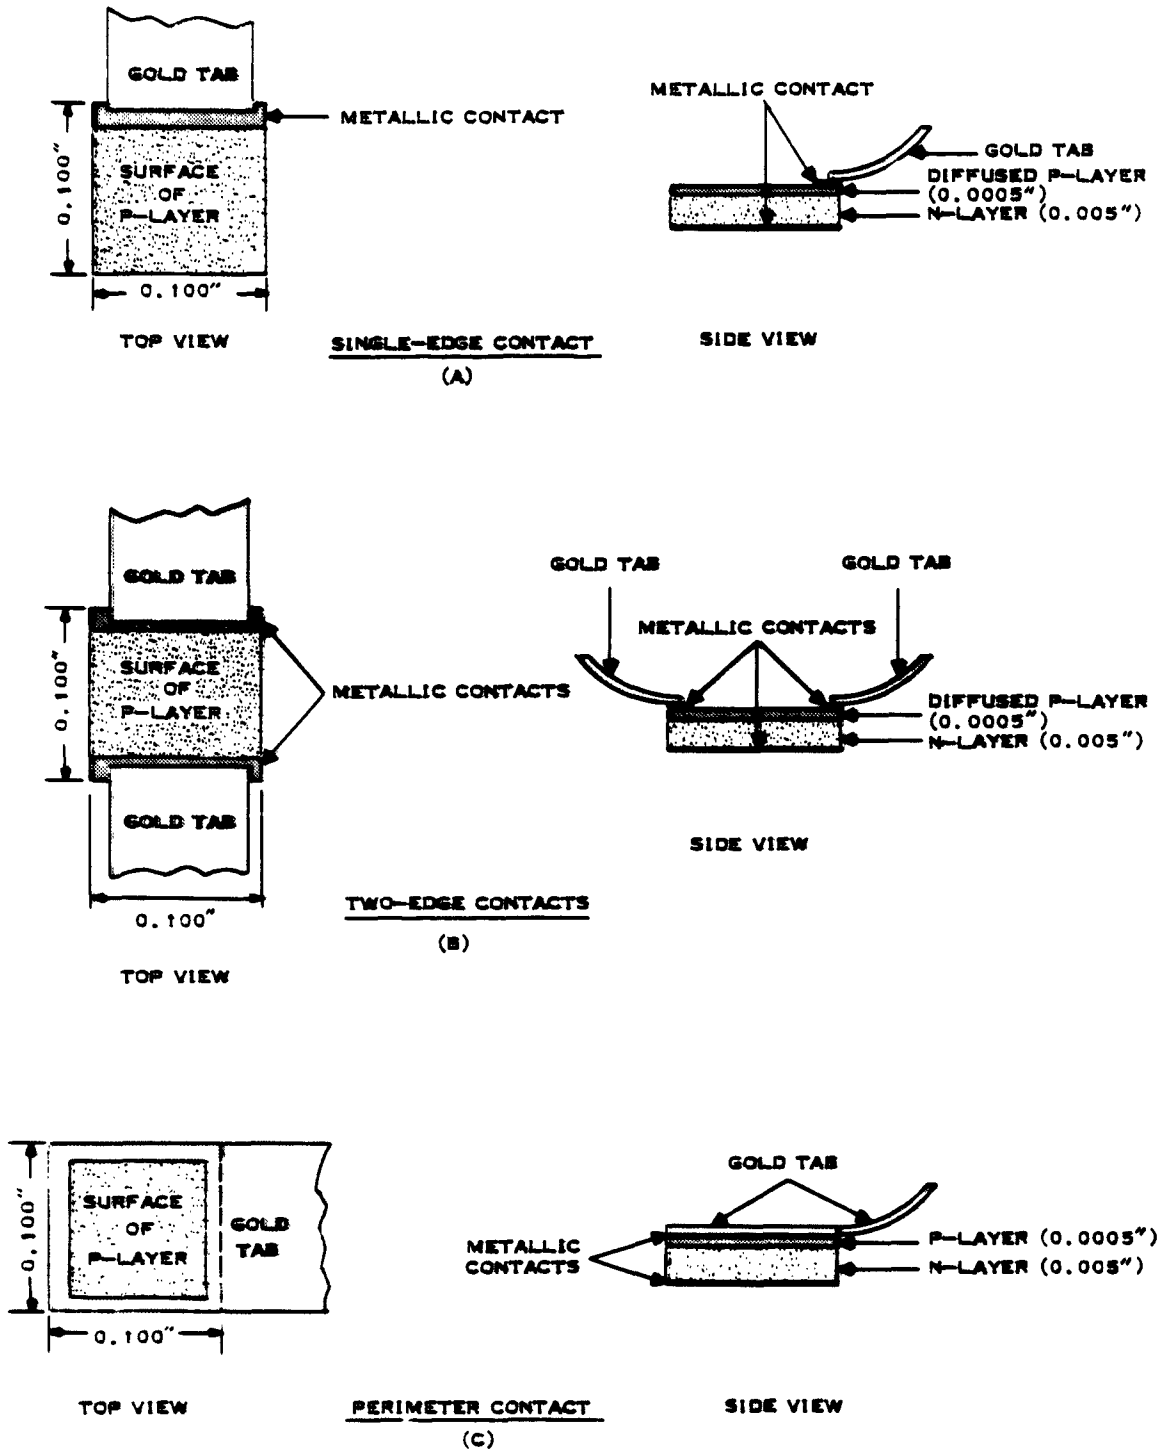 GOLD TAB
METALLIC CONTACT
SURFACE
OF
P-LAYER
0.100"
0.100"
TOP VIEW
METALLIC CONTACT
GOLD TAB
DIFFUSED P-LAYER
(0.0005")
N-LAYER (0.005")
SIDE VIEW
SINGLE-EDGE CONTACT
(A)
GOLD TAB
SURFACE
OF
P-LAYER
METALLIC CONTACTS
GOLD TAB
0.100"
0.100"
TOP VIEW
GOLD TAB
GOLD TAB
METALLIC CONTACTS
DIFFUSED P-LAYER
(0.0005")
N-LAYER (0.005")
SIDE VIEW
TWO-EDGE CONTACTS
(B)
SURFACE
OF
P-LAYER
GOLD
TAB
0.100"
0.100"
TOP VIEW
GOLD TAB
METALLIC
CONTACTS
P-LAYER (0.0005")
N-LAYER (0.005")
SIDE VIEW
PERIMETER CONTACT
(C)